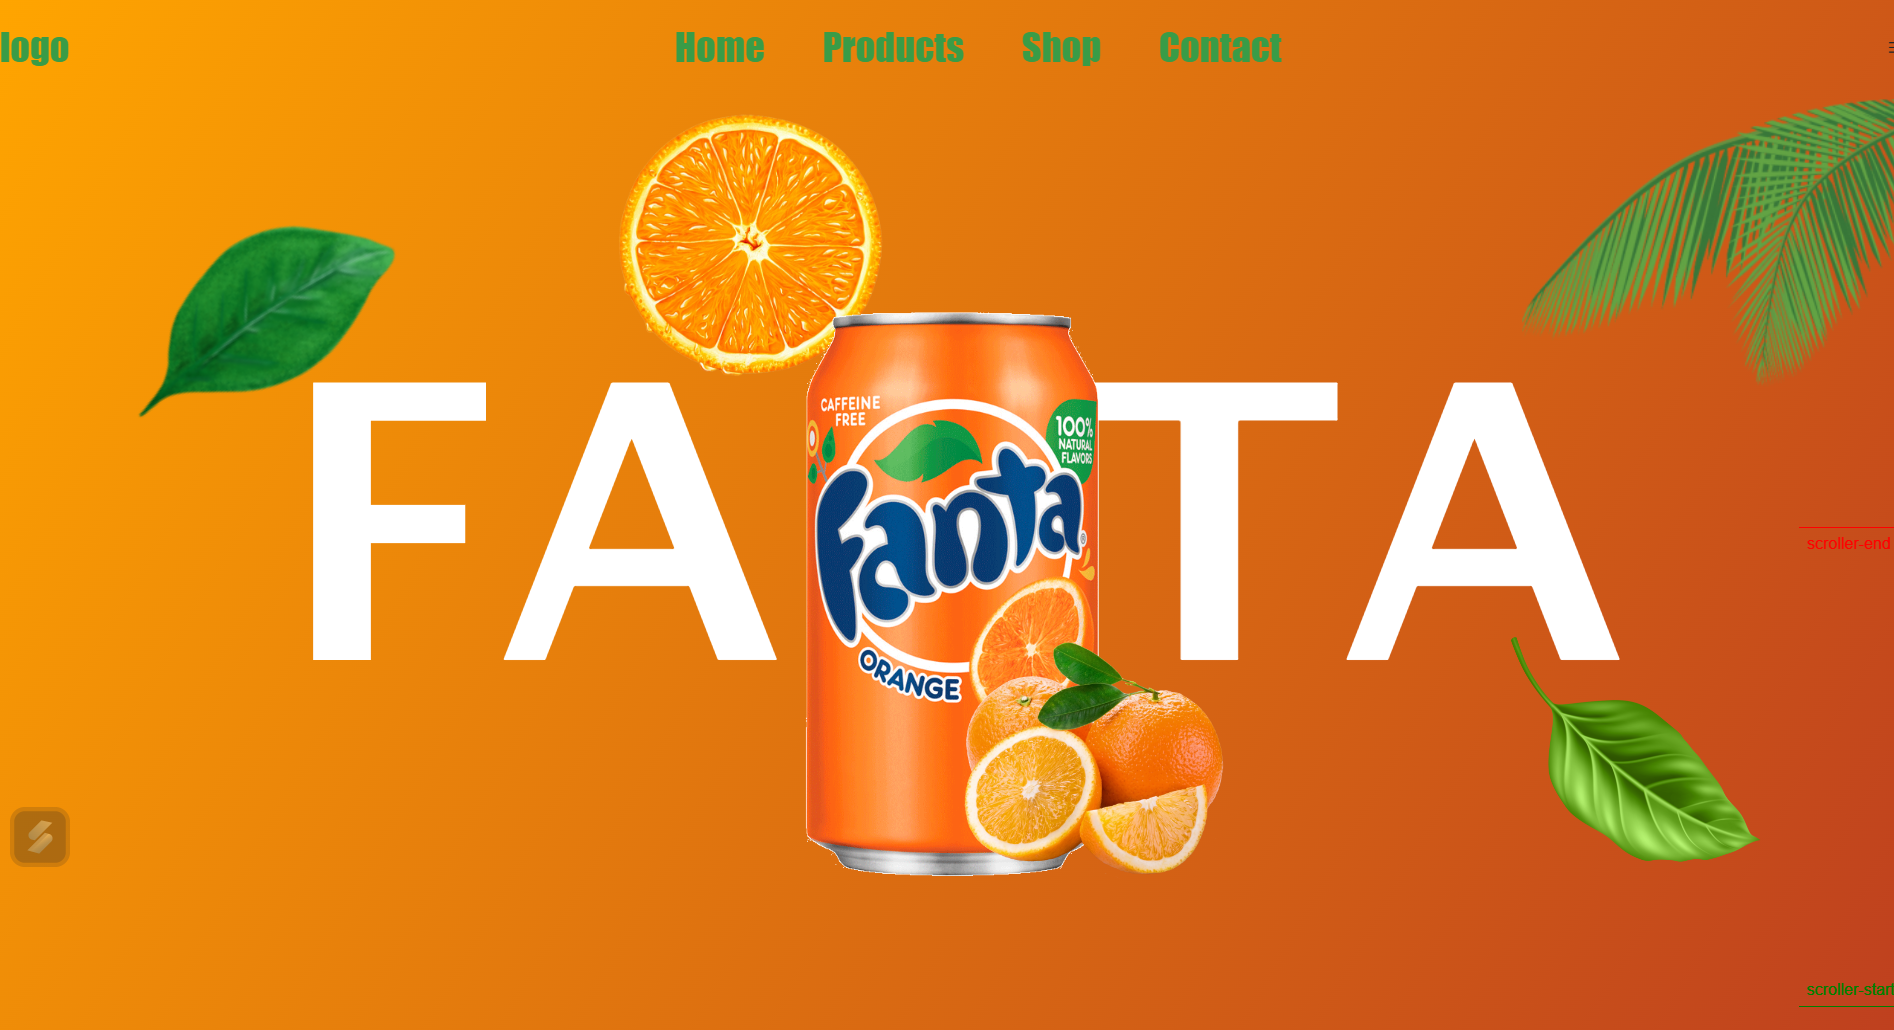 logo
Home
Products
Shop
Contact
FA TA
CAFFEINE
FREE
100%
NATURAL
FLAVORS
Fanta®
ORANGE
scroller-end
scroller-start